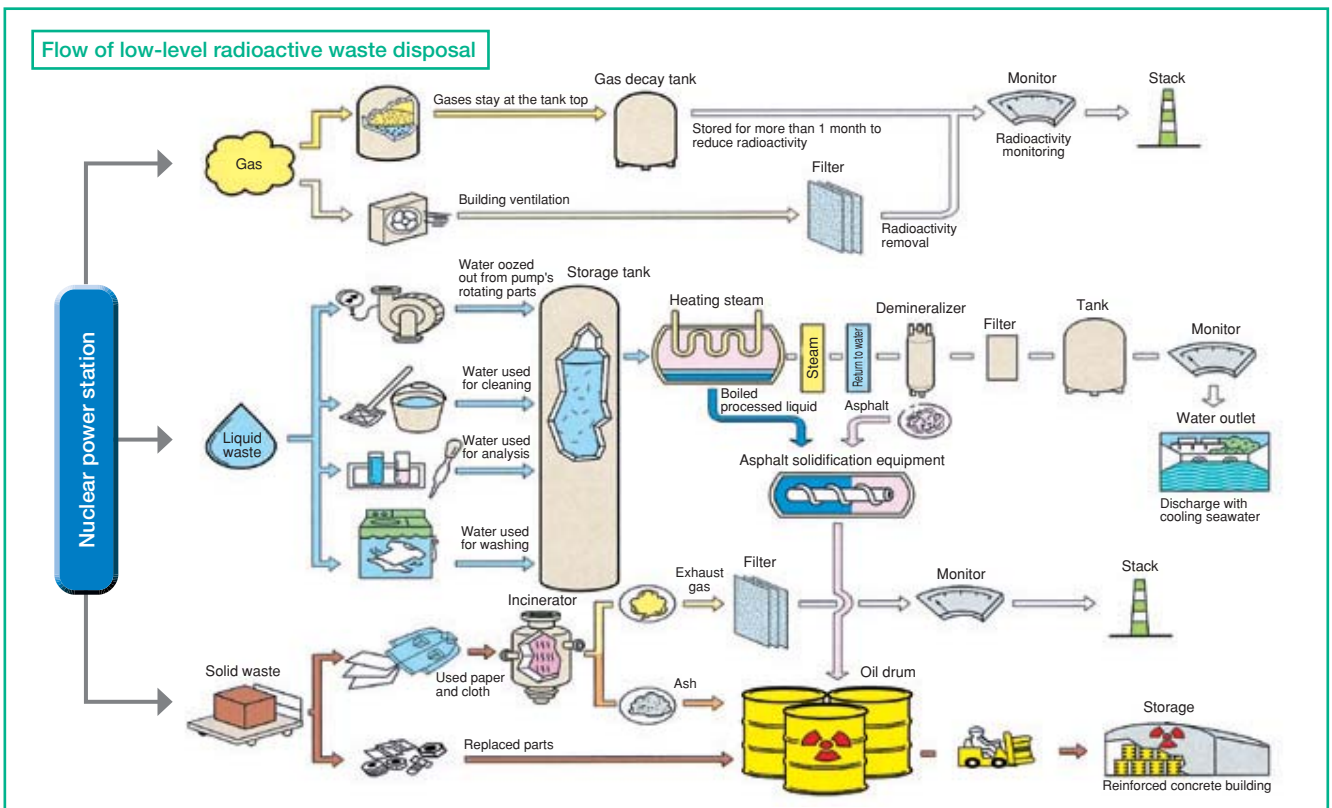 Flow of low-level radioactive waste disposal
Gas decay tank
Monitor
Stack
Gases stay at the tank top
Stored for more than 1 month to
reduce radioactivity
Radioactivity
monitoring
Gas
Filter
Building ventilation
Radioactivity
removal
Nuclear power station
Water oozed
out from pump's
rotating parts
Storage tank
Heating steam
Steam
Return to water
Demineralizer
Filter
Tank
Monitor
Water used
for cleaning
Boiled
processed liquid
Asphalt
Water outlet
Liquid
waste
Water used
for analysis
Asphalt solidification equipment
Discharge with
cooling seawater
Water used
for washing
Incinerator
Exhaust
gas
Filter
Monitor
Stack
Solid waste
Used paper
and cloth
Ash
Oil drum
Storage
Replaced parts
Reinforced concrete building